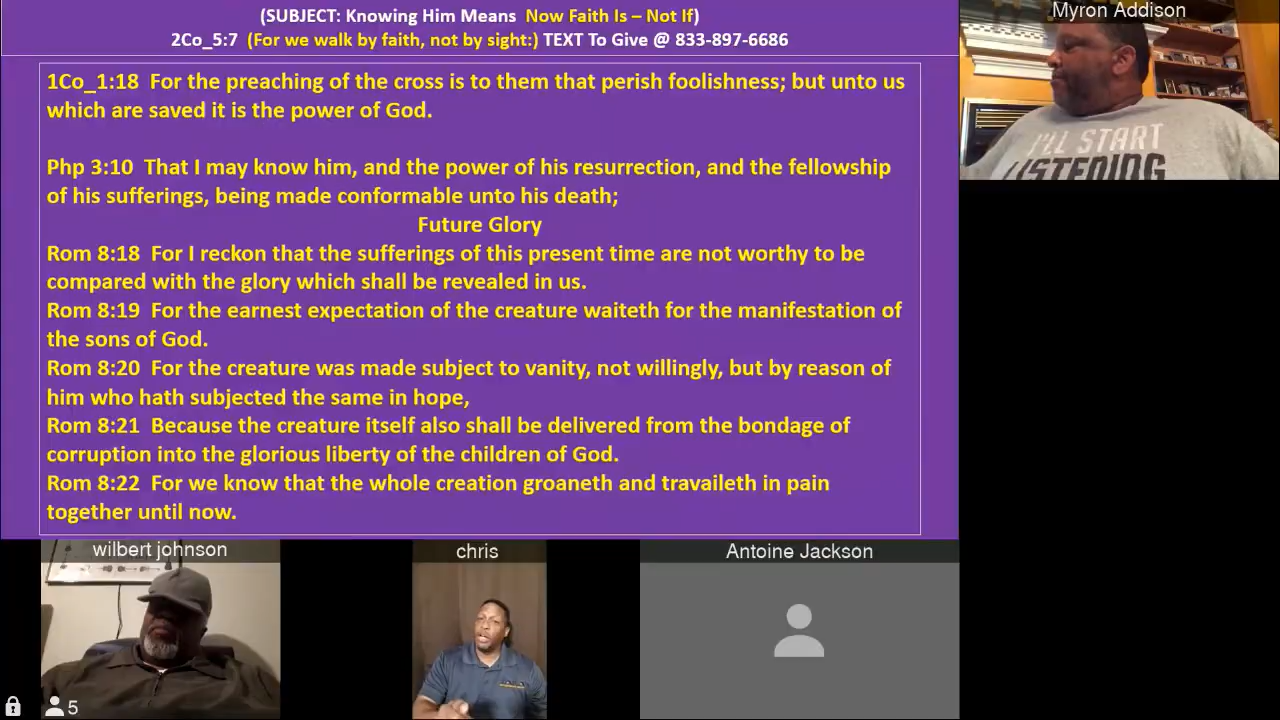 (SUBJECT: Knowing Him Means Now Faith Is – Not If)
2Co_5:7 (For we walk by faith, not by sight:) TEXT To Give @ 833-897-6686
1Co_1:18 For the preaching of the cross is to them that perish foolishness; but unto us
which are saved it is the power of God.
Php 3:10 That I may know him, and the power of his resurrection, and the fellowship
of his sufferings, being made conformable unto his death;
Future Glory
Rom 8:18 For I reckon that the sufferings of this present time are not worthy to be
compared with the glory which shall be revealed in us.
Rom 8:19 For the earnest expectation of the creature waiteth for the manifestation of
the sons of God.
Rom 8:20 For the creature was made subject to vanity, not willingly, but by reason of
him who hath subjected the same in hope,
Rom 8:21 Because the creature itself also shall be delivered from the bondage of
corruption into the glorious liberty of the children of God.
Rom 8:22 For we know that the whole creation groaneth and travaileth in pain
together until now.
Myron Addison
I'LL START
LISTENING
wilbert johnson
chris
Antoine Jackson
5